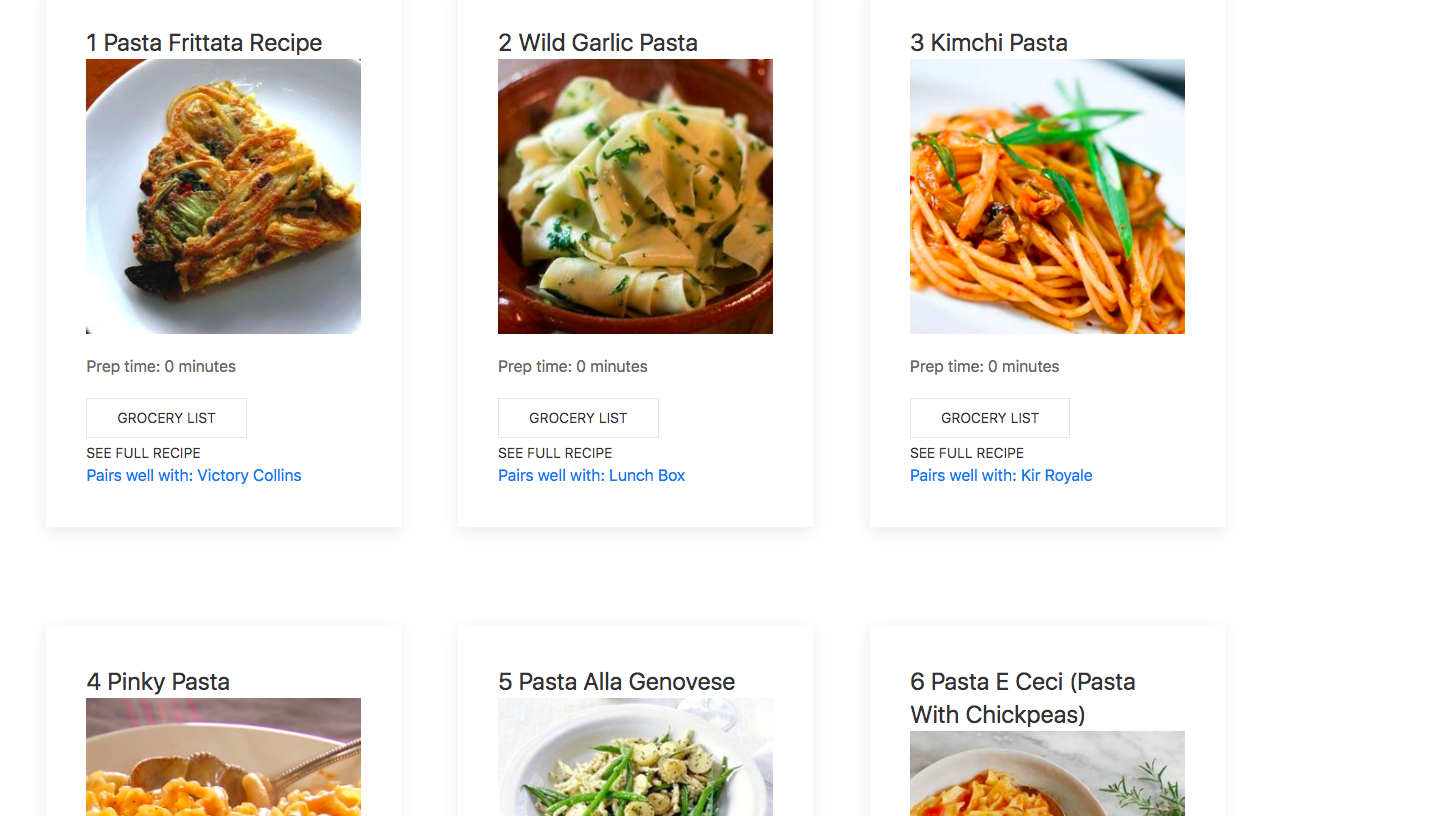 1 Pasta Frittata Recipe
2 Wild Garlic Pasta
3 Kimchi Pasta
Prep time: 0 minutes
Prep time: 0 minutes
Prep time: 0 minutes
GROCERY LIST
GROCERY LIST
GROCERY LIST
SEE FULL RECIPE
SEE FULL RECIPE
SEE FULL RECIPE
Pairs well with: Victory Collins
Pairs well with: Lunch Box
Pairs well with: Kir Royale
4 Pinky Pasta
5 Pasta Alla Genovese
6 Pasta E Ceci (Pasta
With Chickpeas)